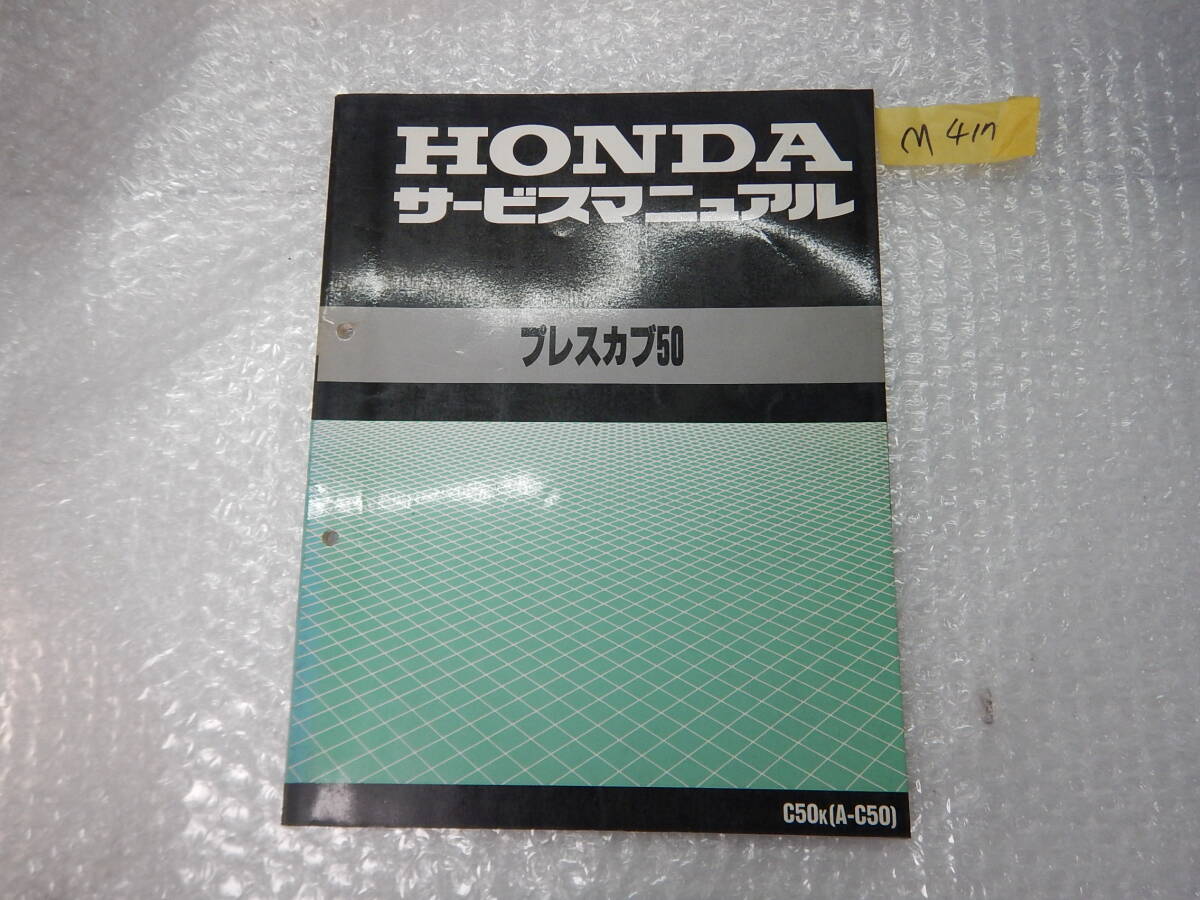 HONDA
サービスマニュアル
プレスカブ50
C50K(A-C50)
M 417